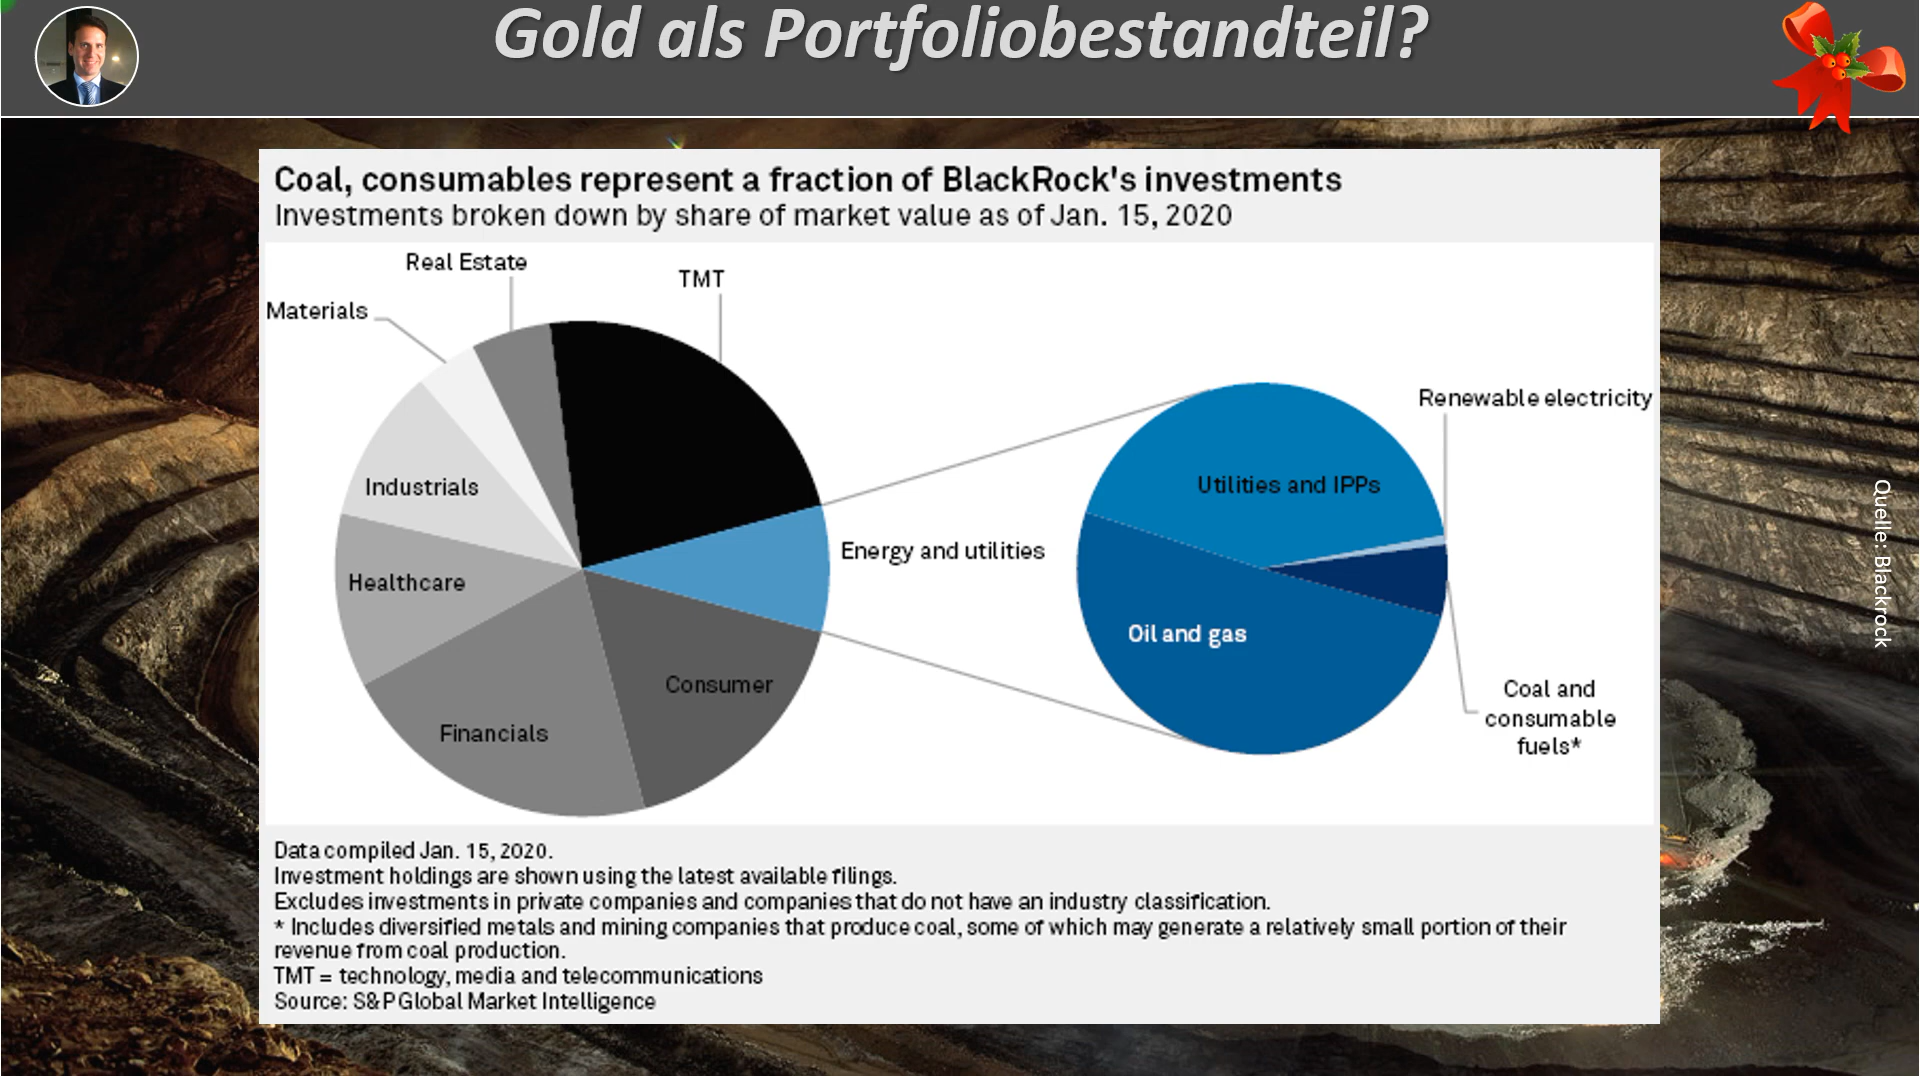 Gold als Portfoliobestandteil?
Coal, consumables represent a fraction of BlackRock's investments
Investments broken down by share of market value as of Jan. 15, 2020
Real Estate
TMT
Materials
Renewable electricity
Industrials
Utilities and IPPs
Energy and utilities
Healthcare
Oil and gas
Consumer
Financials
Coal and
consumable
fuels*
Quelle: Blackrock
Data compiled Jan. 15, 2020.
Investment holdings are shown using the latest available filings.
Excludes investments in private companies and companies that do not have an industry classification.
* Includes diversified metals and mining companies that produce coal, some of which may generate a relatively small portion of their
revenue from coal production.
TMT = technology, media and telecommunications
Source: S&P Global Market Intelligence